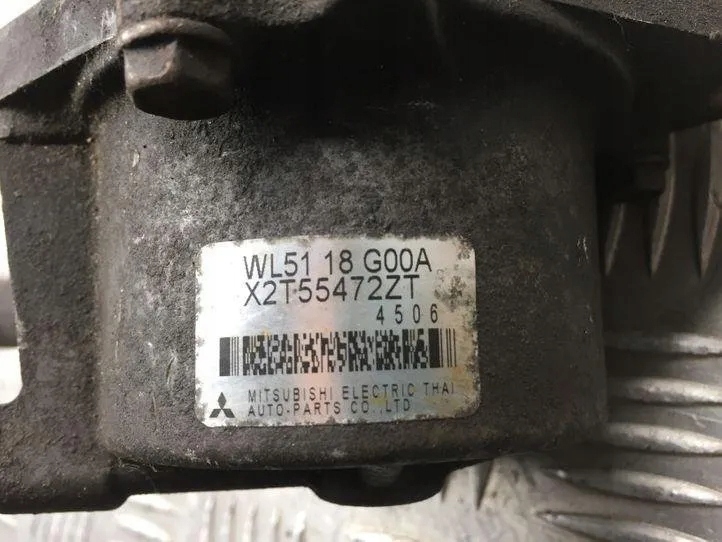 WL51 18 G00A
X2T55472ZT
4506
MITSUBISHI ELECTRIC THAI
AUTO-PARTS CO.,LTD